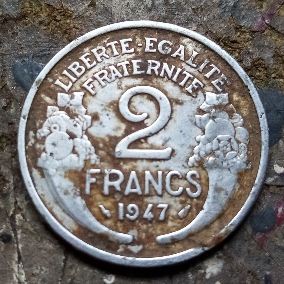 LIBERTE·EGALITE
FRATERNITE
2
FRANCS
1947